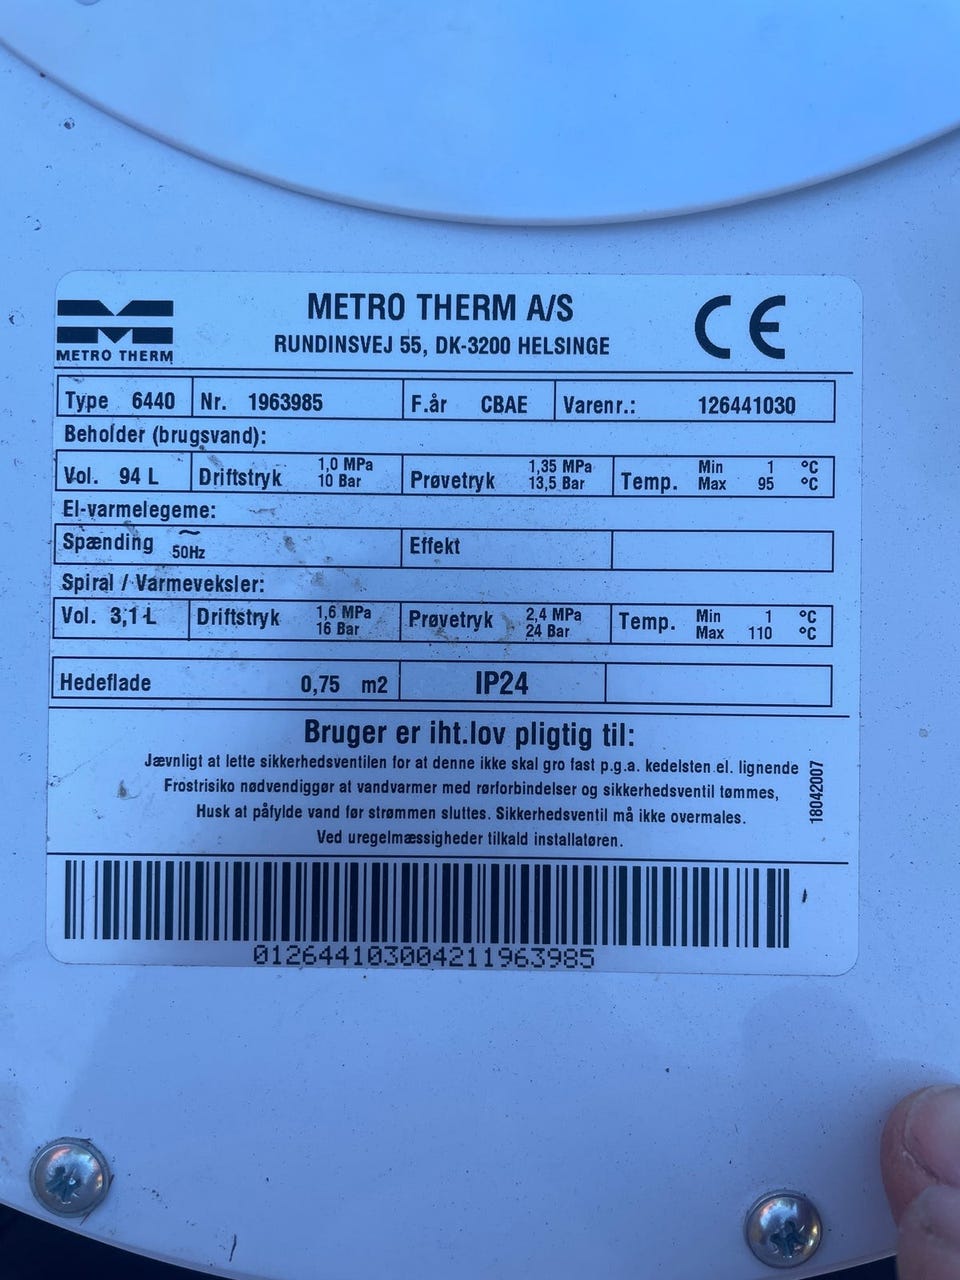 METRO THERM
METRO THERM A/S
RUNDINSVEJ 55, DK-3200 HELSINGE
CE
Type 6440 Nr. 1963985 F.år CBAE Varenr.: 126441030
Beholder (brugsvand):
Vol. 94 L Driftstryk 1,0 MPa 10 Bar Prøvetryk 1,35 MPa 13,5 Bar Temp. Min 1 °C Max 95 °C
El-varmelegeme:
Spænding ~ 50Hz Effekt
Spiral / Varmeveksler:
Vol. 3,1 L Driftstryk 1,6 MPa 16 Bar Prøvetryk 2,4 MPa 24 Bar Temp. Min 1 °C Max 110 °C
Hedeflade 0,75 m2 IP24
Bruger er iht.lov pligtig til:
Jævnligt at lette sikkerhedsventilen for at denne ikke skal gro fast p.g.a. kedelsten el. lignende
Frostrisiko nødvendiggør at vandvarmer med rørforbindelser og sikkerhedsventil tømmes,
Husk at påfylde vand før strømmen sluttes. Sikkerhedsventil må ikke overmales.
Ved uregelmæssigheder tilkald installatøren.
18042007
012644103004211963985